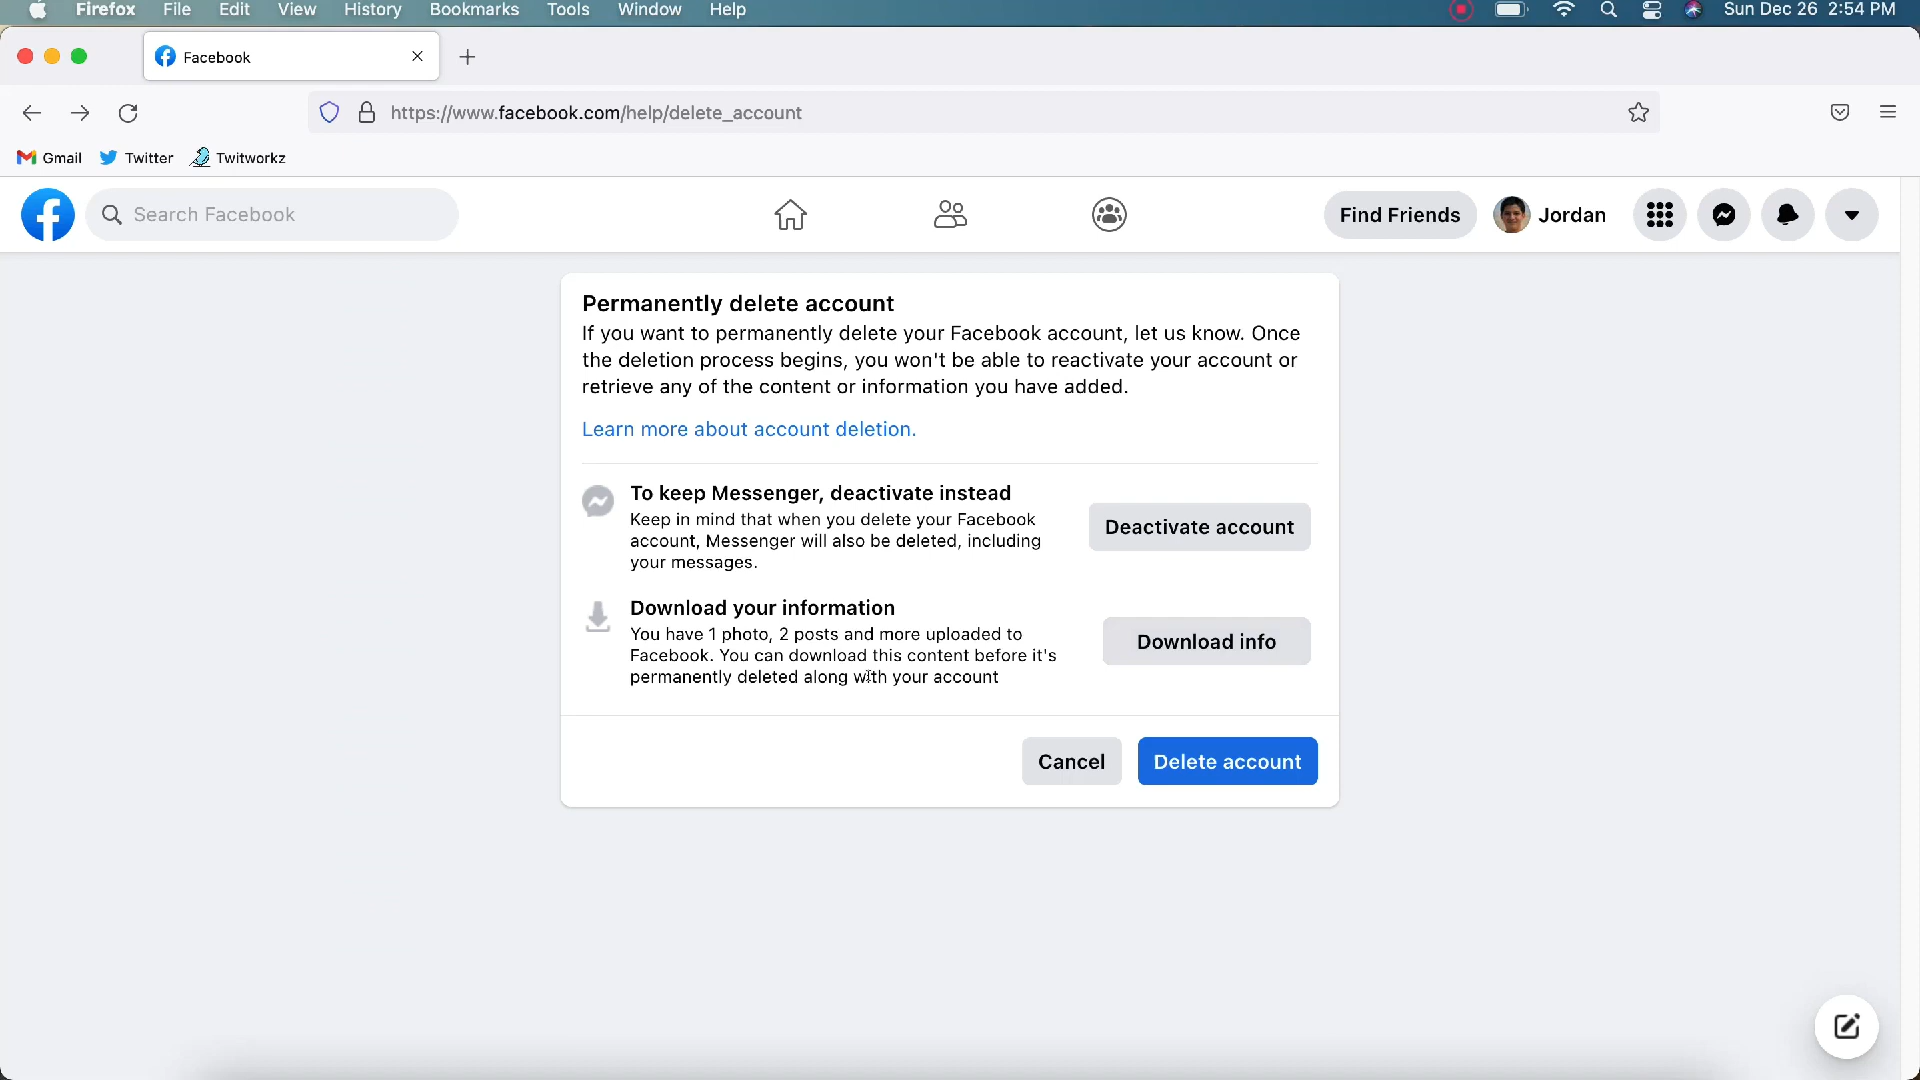 Firefox File Edit View History Bookmarks Tools Window Help Sun Dec 26 2:54 PM
Facebook
https://www.facebook.com/help/delete_account
Gmail Twitter Twitworkz
Search Facebook Find Friends Jordan
Permanently delete account
If you want to permanently delete your Facebook account, let us know. Once
the deletion process begins, you won't be able to reactivate your account or
retrieve any of the content or information you have added.
Learn more about account deletion.
To keep Messenger, deactivate instead
Keep in mind that when you delete your Facebook
account, Messenger will also be deleted, including
your messages.
Deactivate account
Download your information
You have 1 photo, 2 posts and more uploaded to
Facebook. You can download this content before it's
permanently deleted along with your account
Download info
Cancel Delete account